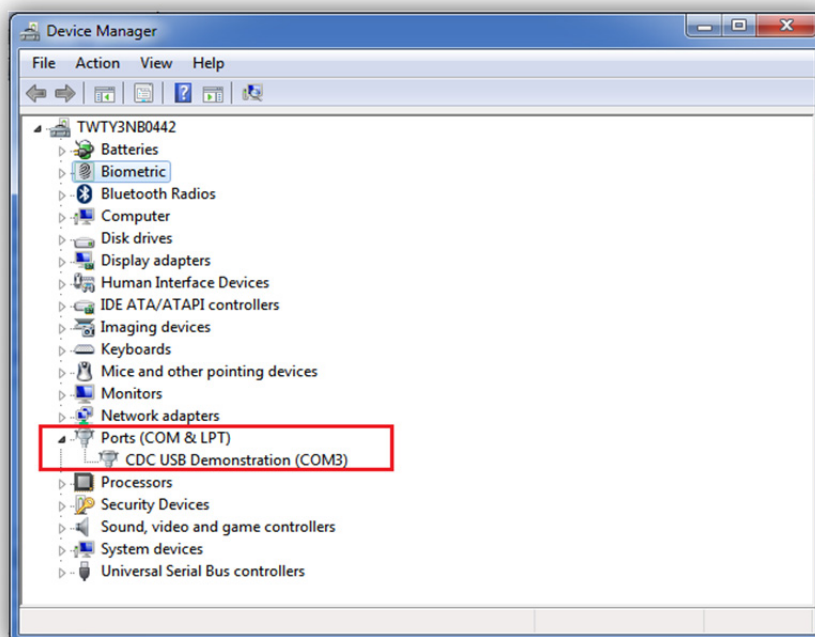 Device Manager
File Action View Help
TWTY3NB0442
Batteries
Biometric
Bluetooth Radios
Computer
Disk drives
Display adapters
Human Interface Devices
IDE ATA/ATAPI controllers
Imaging devices
Keyboards
Mice and other pointing devices
Monitors
Network adapters
Ports (COM & LPT)
CDC USB Demonstration (COM3)
Processors
Security Devices
Sound, video and game controllers
System devices
Universal Serial Bus controllers